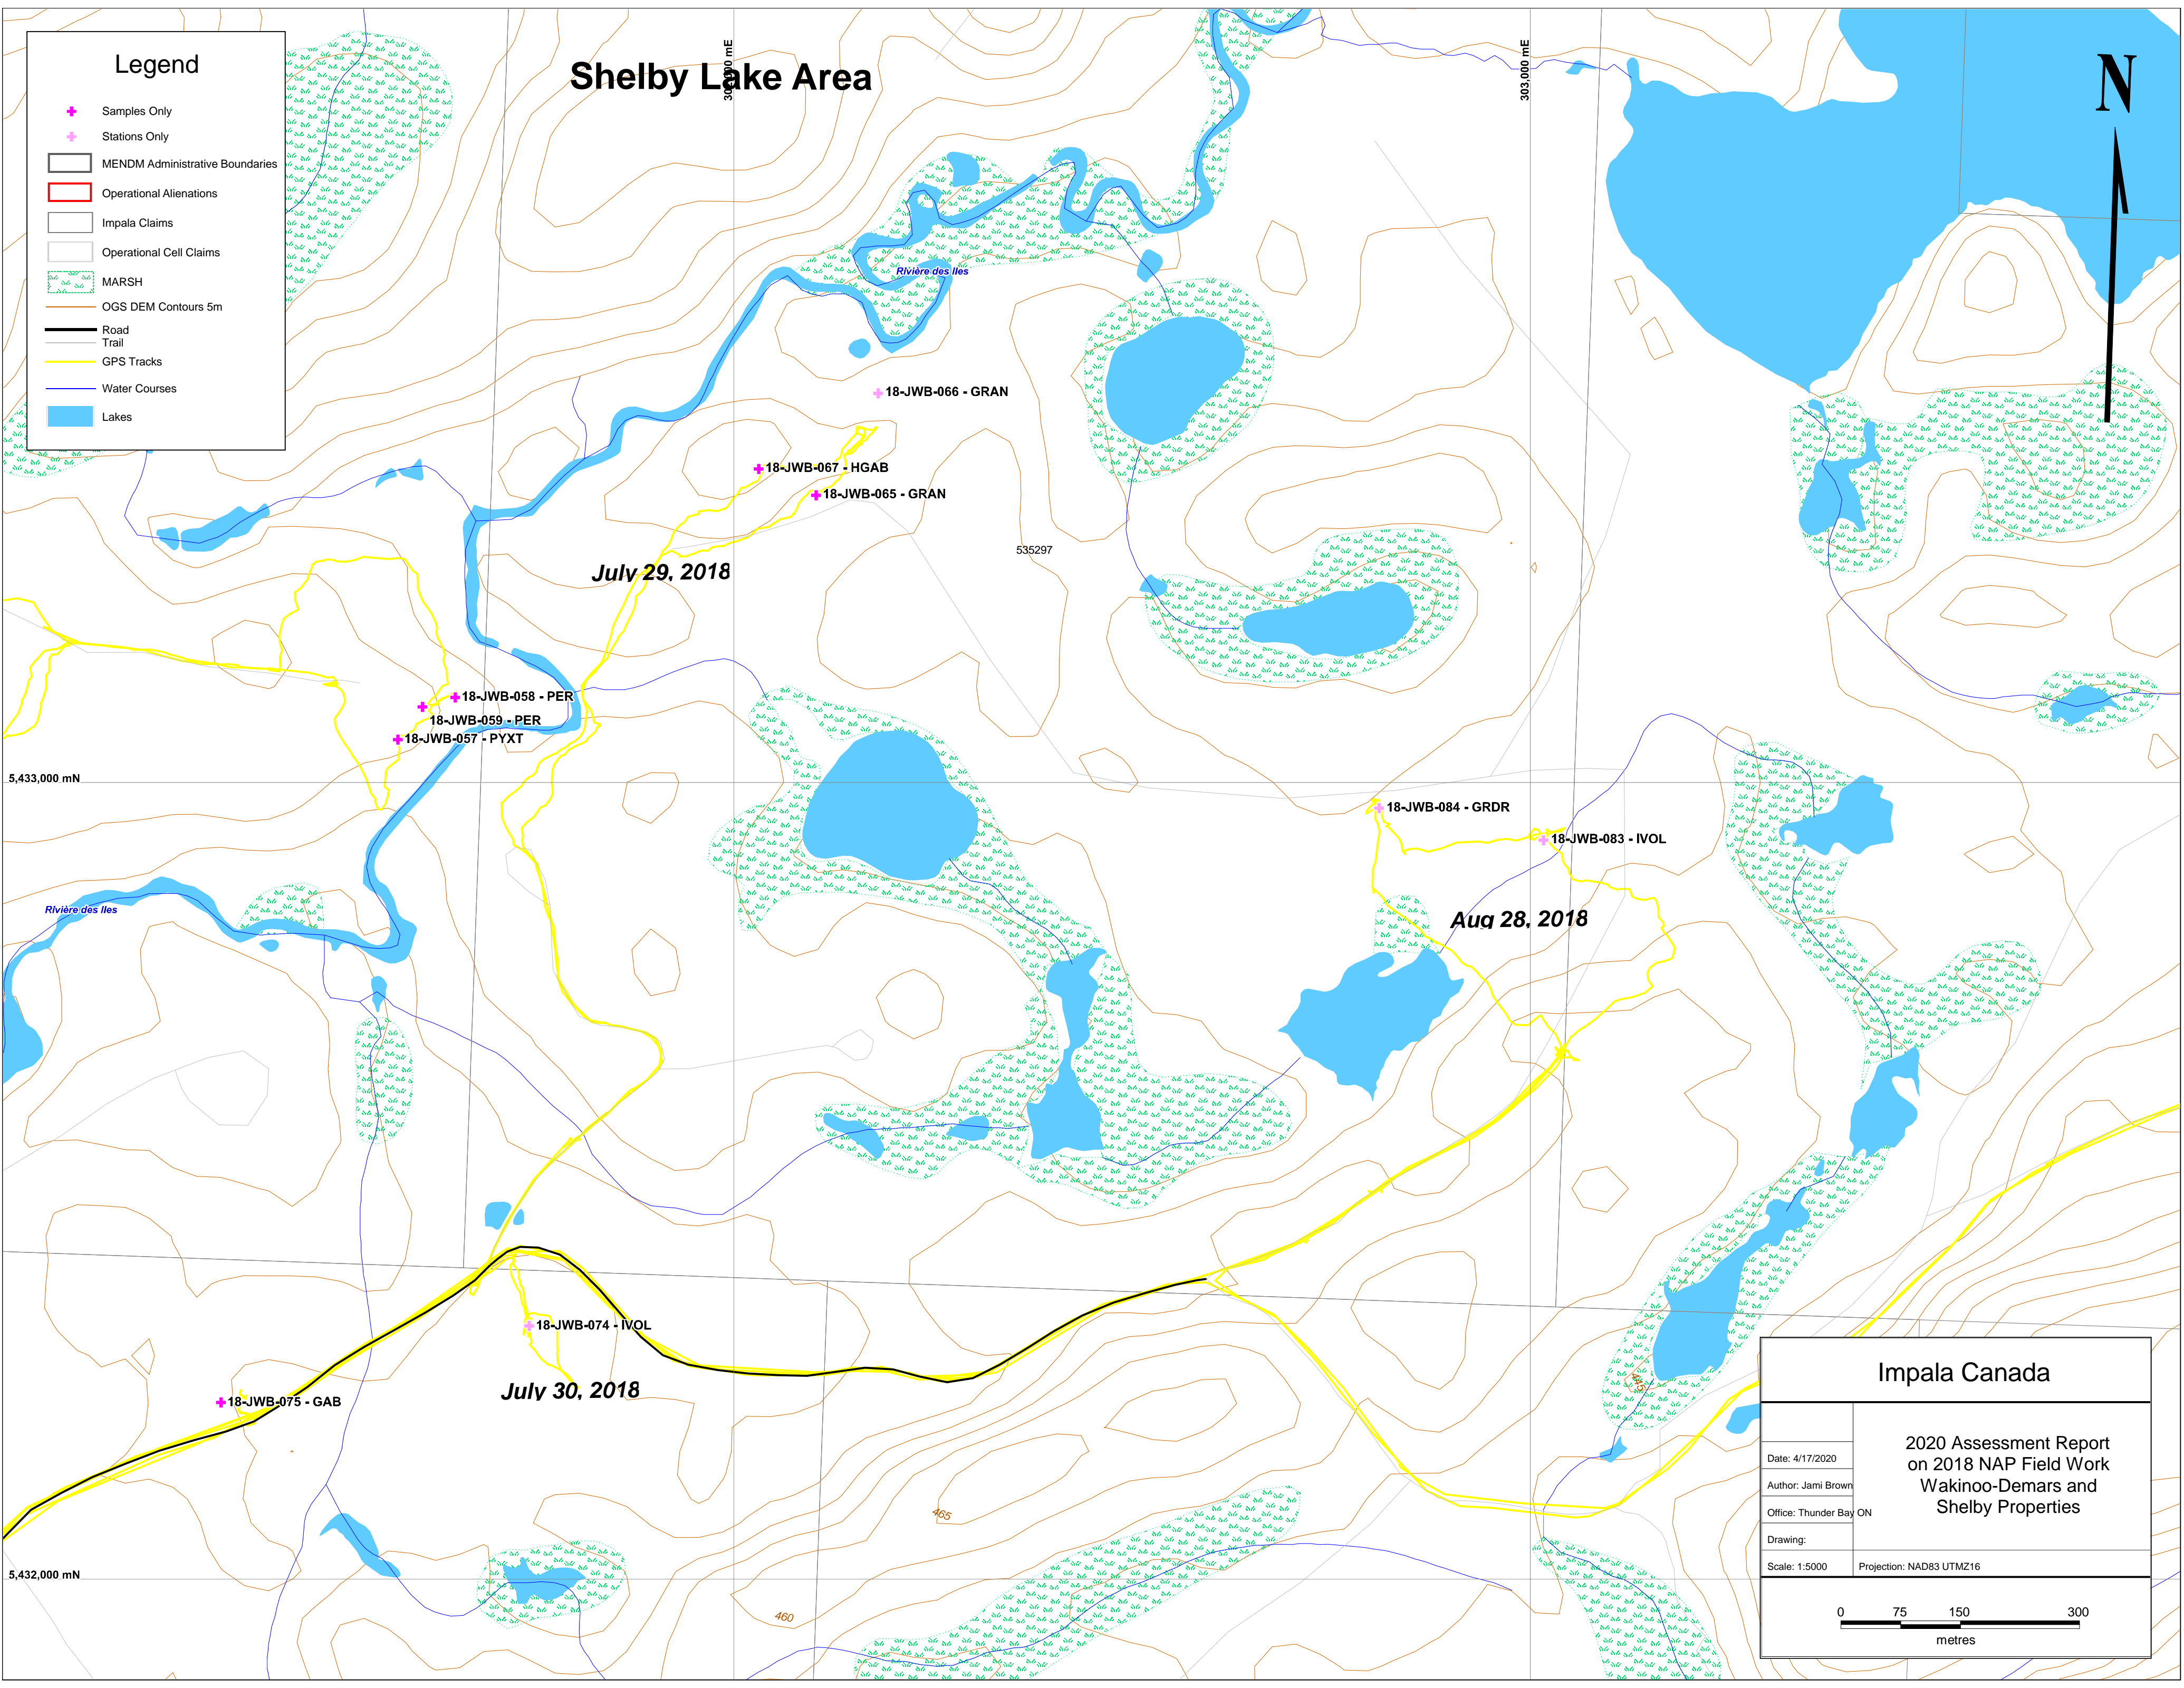 Shelby Lake Area
Legend
Samples Only
Stations Only
MENDM Administrative Boundaries
Operational Alienations
Impala Claims
Operational Cell Claims
MARSH
OGS DEM Contours 5m
Road
Trail
GPS Tracks
Water Courses
Lakes
303,000 mE
N
Rivière des Iles
18-JWB-066 - GRAN
18-JWB-067 - HGAB
18-JWB-065 - GRAN
535297
July 29, 2018
18-JWB-058 - PER
18-JWB-059 - PER
18-JWB-057 - PYXT
5,433,000 mN
18-JWB-084 - GRDR
18-JWB-083 - IVOL
Rivière des Iles
Aug 28, 2018
18-JWB-074 - IVOL
July 30, 2018
18-JWB-075 - GAB
465
460
5,432,000 mN
Impala Canada
2020 Assessment Report
on 2018 NAP Field Work
Wakinoo-Demars and
Shelby Properties
Date: 4/17/2020
Author: Jami Brown
Office: Thunder Bay ON
Drawing:
Scale: 1:5000
Projection: NAD83 UTMZ16
0 75 150 300
metres